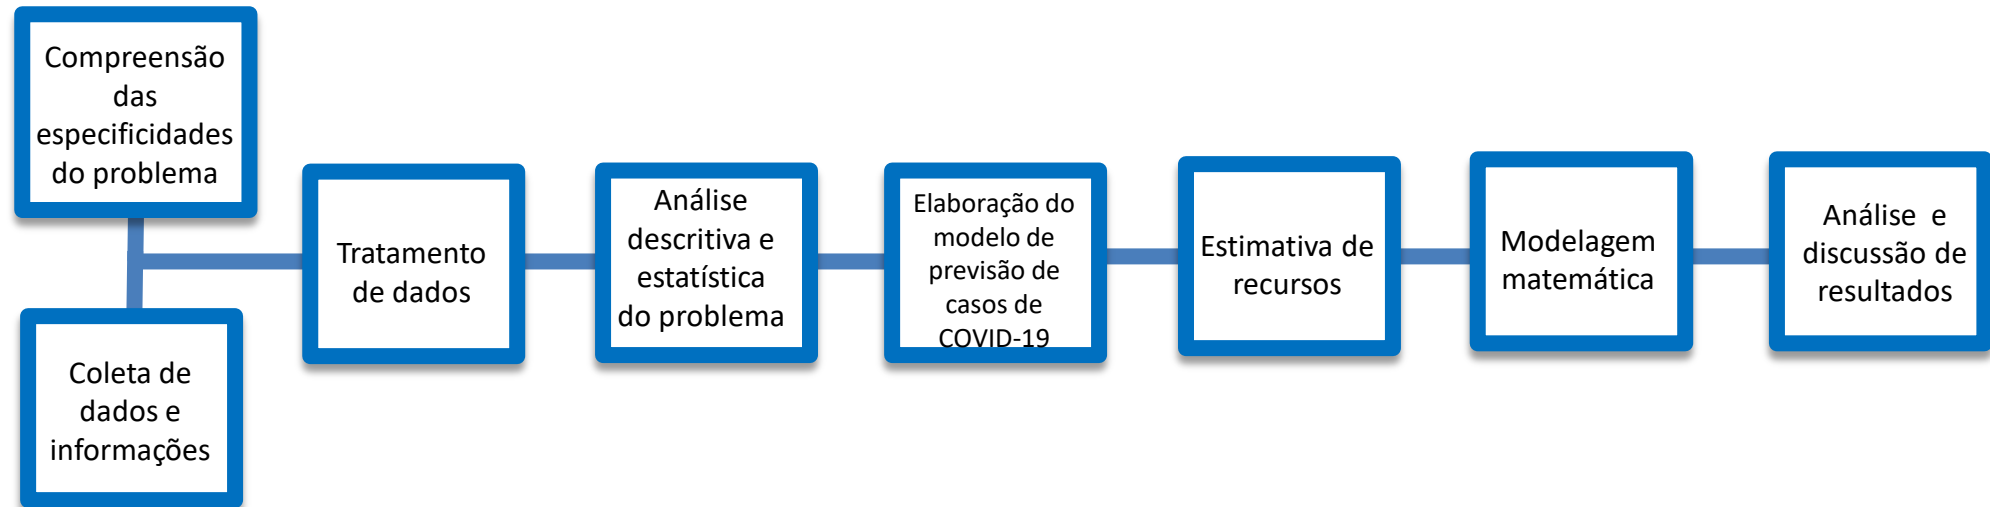 Compreensão
das
especificidades
do problema
Coleta de
dados e
informações
Tratamento
de dados
Análise
descritiva e
estatística
do problema
Elaboração do
modelo de
previsão de
casos de
COVID-19
Estimativa de
recursos
Modelagem
matemática
Análise e
discussão de
resultados